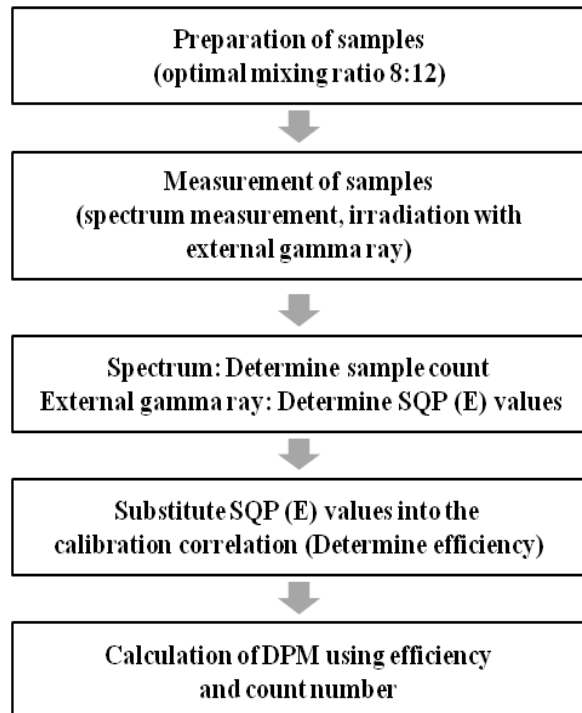 Preparation of samples
(optimal mixing ratio 8:12)
Measurement of samples
(spectrum measurement, irradiation with
external gamma ray)
Spectrum: Determine sample count
External gamma ray: Determine SQP (E) values
Substitute SQP (E) values into the
calibration correlation (Determine efficiency)
Calculation of DPM using efficiency
and count number